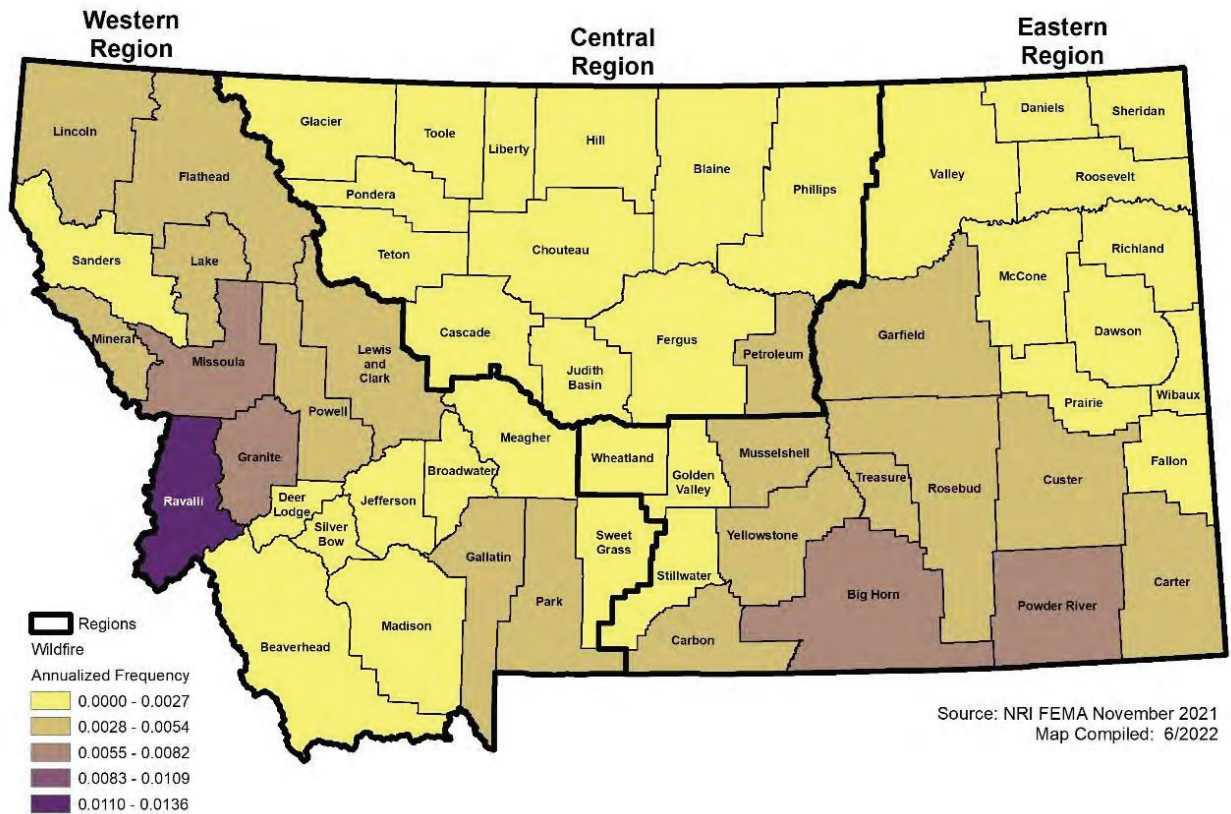 Western
Region
Central
Region
Eastern
Region
Lincoln
Flathead
Glacier
Toole
Liberty
Hill
Blaine
Phillips
Valley
Daniels
Sheridan
Roosevelt
Pondera
Teton
Chouteau
Richland
McCone
Sanders
Lake
Cascade
Judith
Basin
Fergus
Petroleum
Garfield
Dawson
Mineral
Missoula
Powell
Lewis
and
Clark
Prairie
Wibaux
Ravalli
Granite
Meagher
Broadwater
Jefferson
Deer
Lodge
Silver
Bow
Wheatland
Golden
Valley
Musselshell
Treasure
Rosebud
Custer
Fallon
Gallatin
Park
Sweet
Grass
Stillwater
Yellowstone
Big Horn
Powder River
Carter
Beaverhead
Madison
Carbon
Regions
Wildfire
Annualized Frequency
0.0000 - 0.0027
0.0028 - 0.0054
0.0055 - 0.0082
0.0083 - 0.0109
0.0110 - 0.0136
Source: NRI FEMA November 2021
Map Compiled: 6/2022